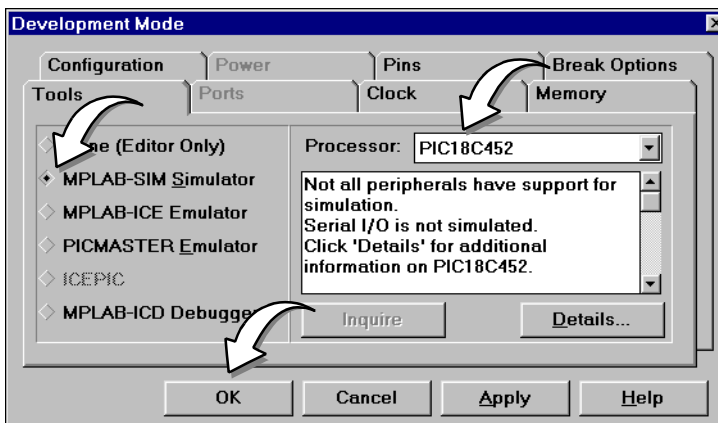 Development Mode
Configuration Power Pins Break Options
Tools Ports Clock Memory
(Editor Only)
Processor: PIC18C452
MPLAB-SIM Simulator
MPLAB-ICE Emulator
PICMASTER Emulator
ICEPIC
MPLAB-ICD Debugger
Not all peripherals have support for
simulation.
Serial I/O is not simulated.
Click 'Details' for additional
information on PIC18C452.
Inquire Details...
OK Cancel Apply Help